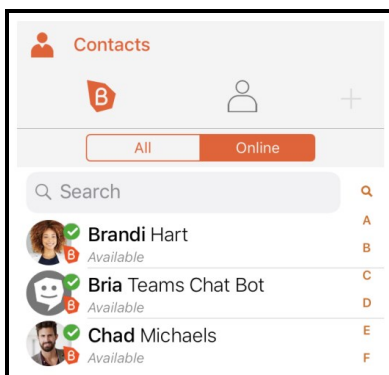 Contacts
B
All Online
Search
A
Brandi Hart
B
B
Available
Bria Teams Chat Bot
C
B
Available
D
Chad Michaels
E
B
Available
F